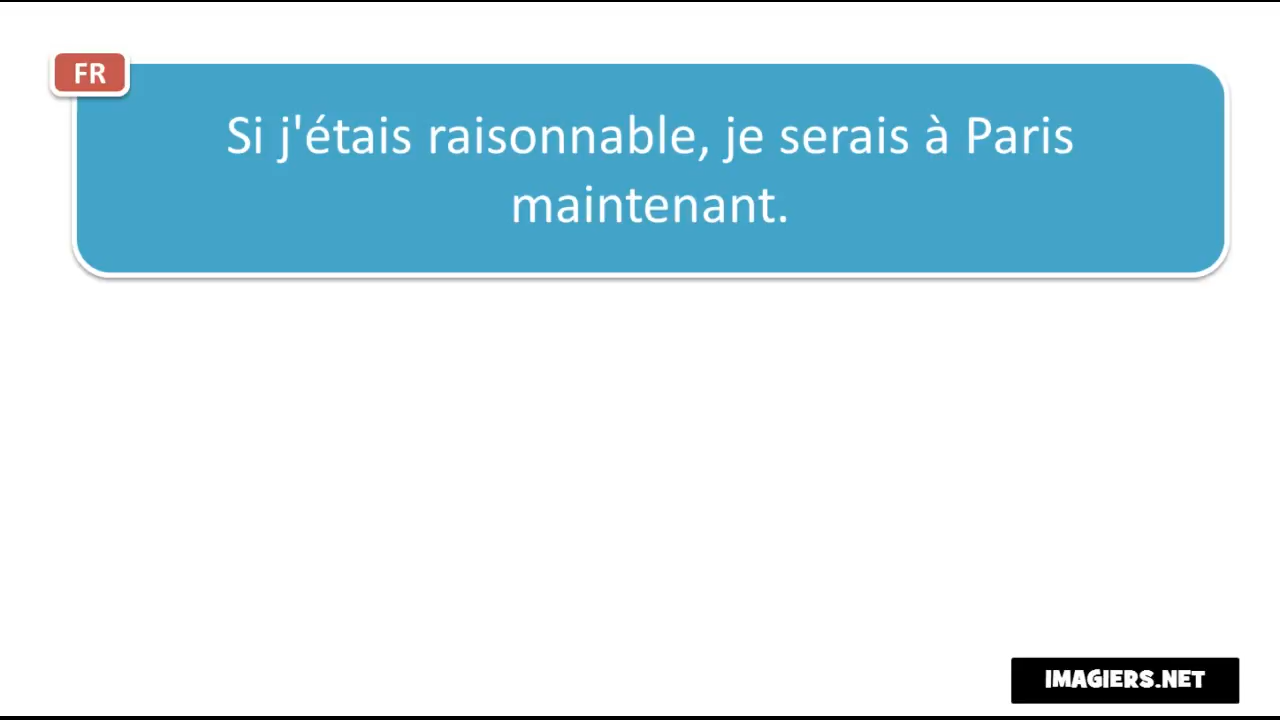 FR
Si j'étais raisonnable, je serais à Paris
maintenant.
IMAGIERS.NET